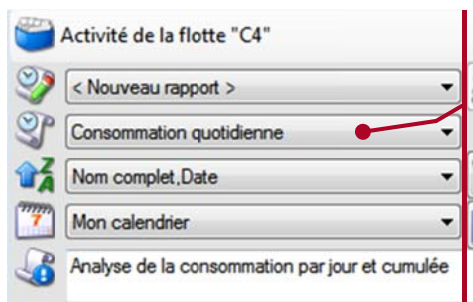 Activité de la flotte "C4"
< Nouveau rapport >
Consommation quotidienne
Nom complet,Date
Mon calendrier
Analyse de la consommation par jour et cumulée